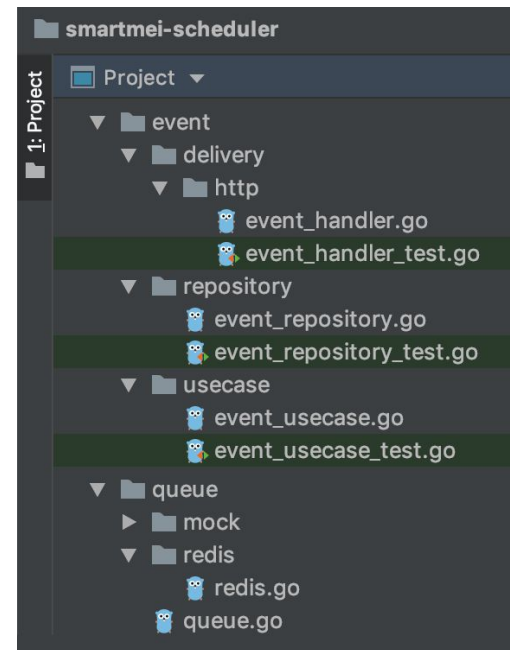 smartmei-scheduler
1: Project
Project
event
delivery
http
event_handler.go
event_handler_test.go
repository
event_repository.go
event_repository_test.go
usecase
event_usecase.go
event_usecase_test.go
queue
mock
redis
redis.go
queue.go